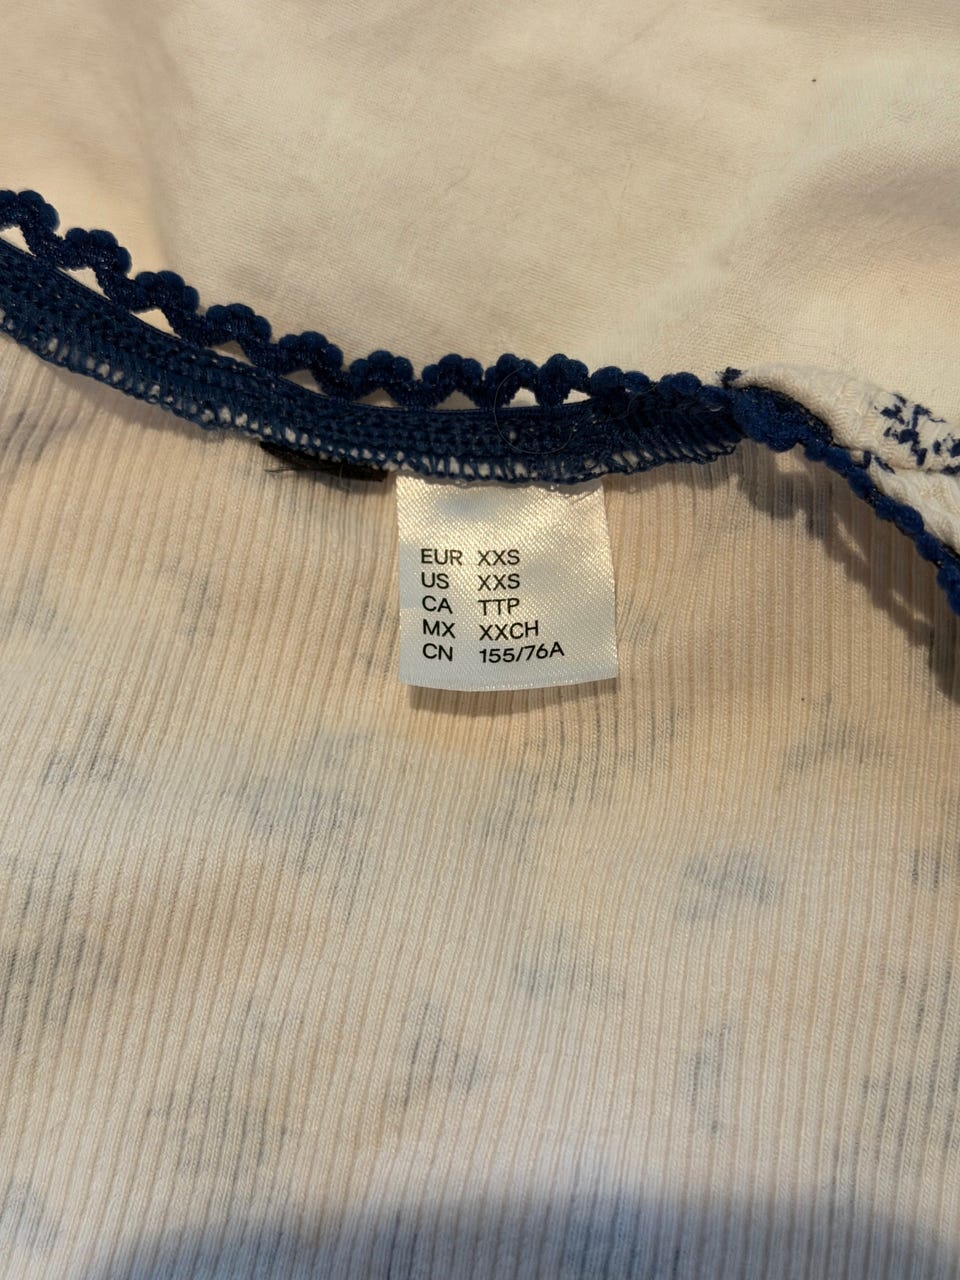 EUR XXS
US XXS
CA TTP
MX XXCH
CN 155/76A